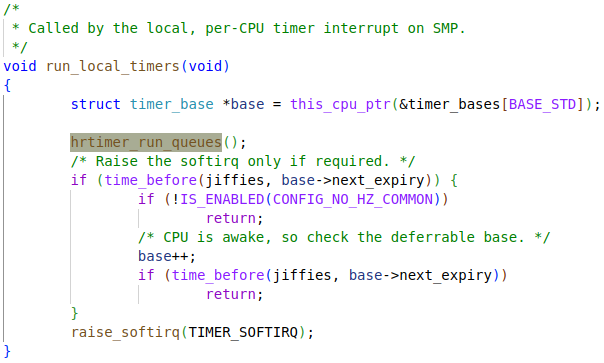 /*
 * Called by the local, per-CPU timer interrupt on SMP.
 */
void run_local_timers(void)
{
        struct timer_base *base = this_cpu_ptr(&timer_bases[BASE_STD]);

        hrtimer_run_queues();
        /* Raise the softirq only if required. */
        if (time_before(jiffies, base->next_expiry)) {
                if (!IS_ENABLED(CONFIG_NO_HZ_COMMON))
                        return;
                /* CPU is awake, so check the deferrable base. */
                base++;
                if (time_before(jiffies, base->next_expiry))
                        return;
        }
        raise_softirq(TIMER_SOFTIRQ);
}